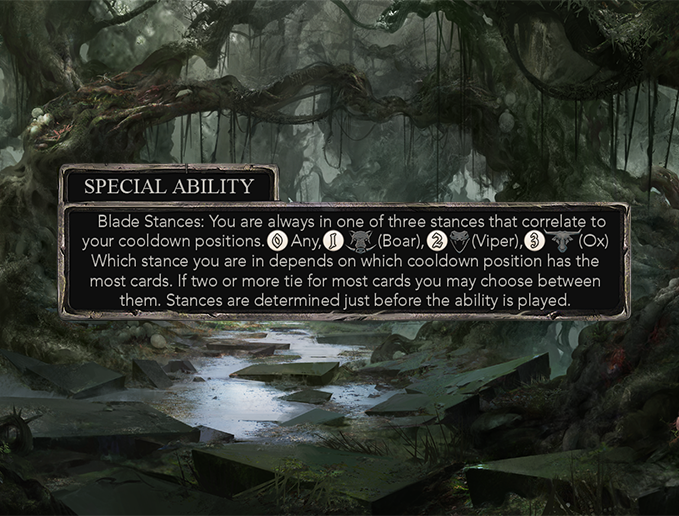 SPECIAL ABILITY
Blade Stances: You are always in one of three stances that correlate to
your cooldown positions. 0 Any, 1 (Boar), 2 (Viper), 3 (Ox)
Which stance you are in depends on which cooldown position has the
most cards. If two or more tie for most cards you may choose between
them. Stances are determined just before the ability is played.